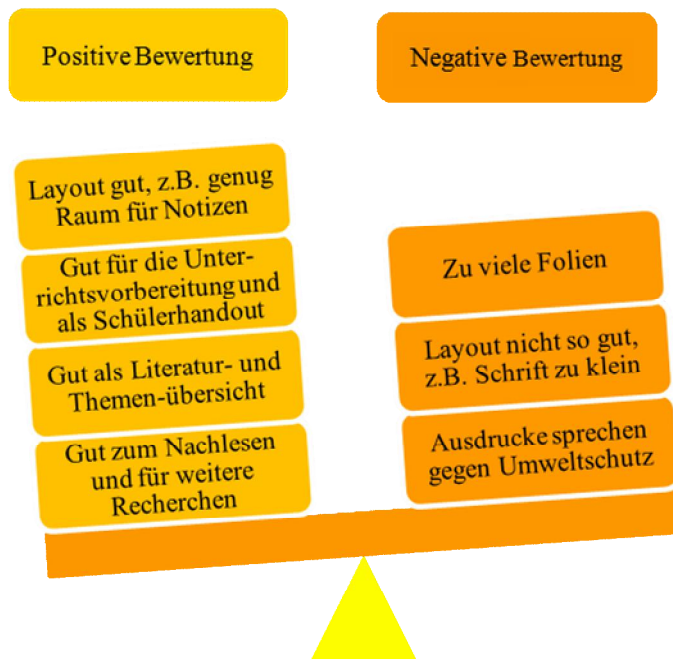 Positive Bewertung
Layout gut, z.B. genug
Raum für Notizen
Gut für die Unter-
richtsvorbereitung und
als Schülerhandout
Gut als Literatur- und
Themen-übersicht
Gut zum Nachlesen
und für weitere
Recherchen
Negative Bewertung
Zu viele Folien
Layout nicht so gut,
z.B. Schrift zu klein
Ausdrucke sprechen
gegen Umweltschutz